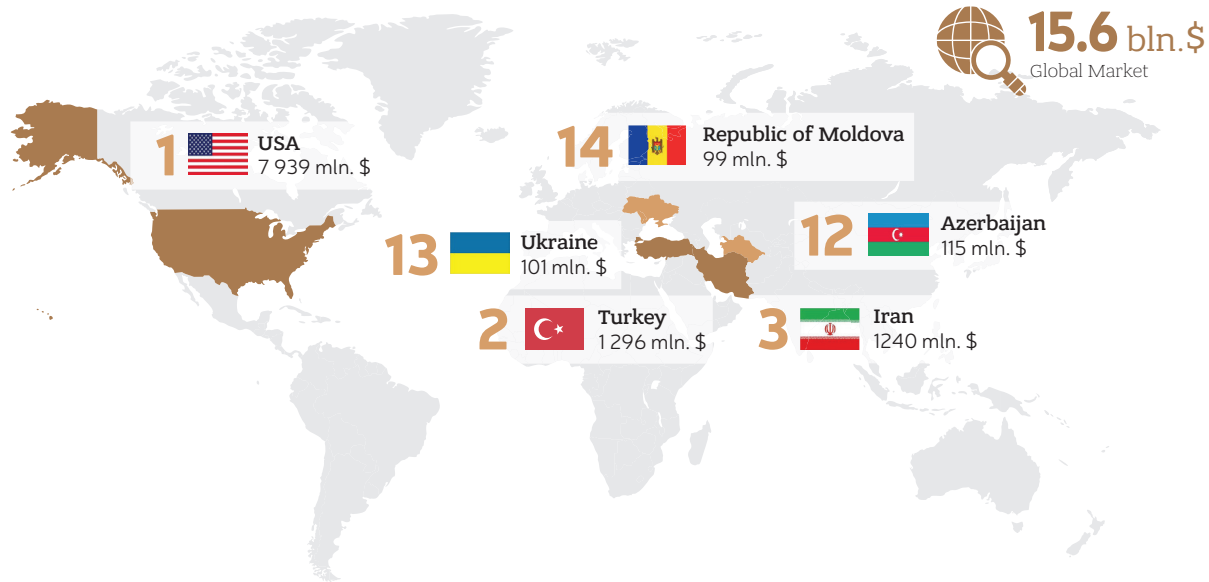 15.6 bln.$
Global Market
1
USA
7 939 mln. $
14
Republic of Moldova
99 mln. $
12
Azerbaijan
115 mln. $
13
Ukraine
101 mln. $
2
Turkey
1 296 mln. $
3
Iran
1240 mln. $